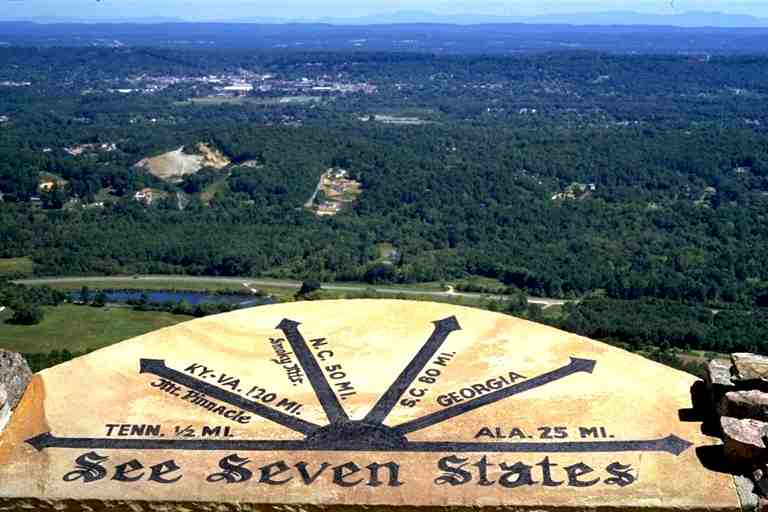 TENN. ½ MI.
KY.-VA. 120 MI.
Mt. Pinnacle
N.C. 50 MI.
Smoky Mts.
S.C. 80 MI.
GEORGIA
ALA. 25 MI.
See Seven States